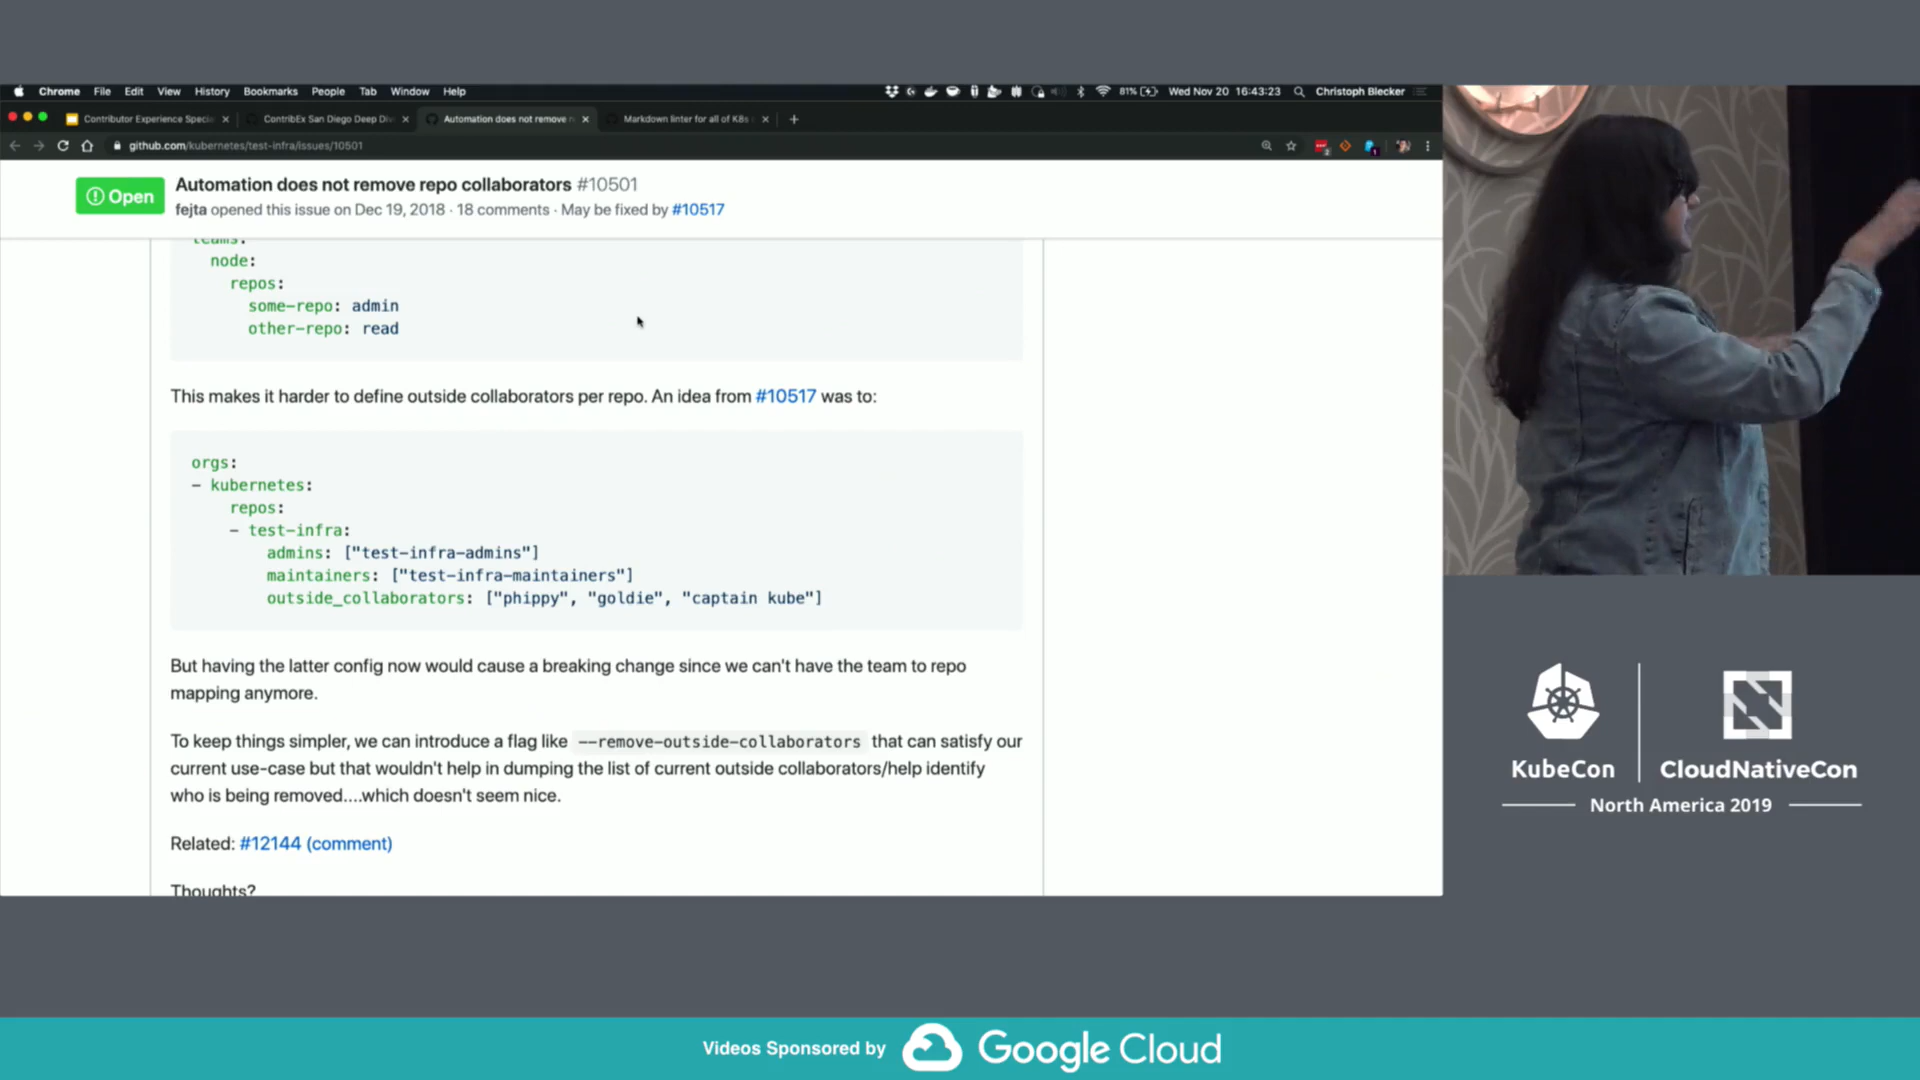 Chrome File Edit View History Bookmarks People Tab Window Help 81% Wed Nov 20 16:43:23 Christoph Blecker
Contributor Experience Specia ContribEx San Diego Deep Di Automation does not remove r Markdown linter for all of K8s
github.com/kubernetes/test-infra/issues/10501
Open
Automation does not remove repo collaborators #10501
fejta opened this issue on Dec 19, 2018 · 18 comments · May be fixed by #10517
teams:
node:
repos:
some-repo: admin
other-repo: read
This makes it harder to define outside collaborators per repo. An idea from #10517 was to:
orgs:
- kubernetes:
repos:
- test-infra:
admins: ["test-infra-admins"]
maintainers: ["test-infra-maintainers"]
outside_collaborators: ["phippy", "goldie", "captain kube"]
But having the latter config now would cause a breaking change since we can't have the team to repo
mapping anymore.
To keep things simpler, we can introduce a flag like --remove-outside-collaborators that can satisfy our
current use-case but that wouldn't help in dumping the list of current outside collaborators/help identify
who is being removed....which doesn't seem nice.
Related: #12144 (comment)
Thoughts?
KubeCon CloudNativeCon
North America 2019
Videos Sponsored by Google Cloud